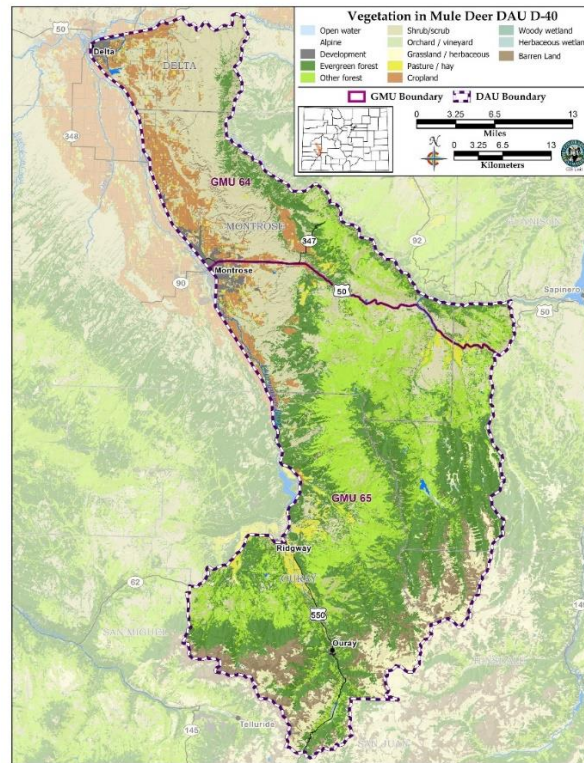 Vegetation in Mule Deer DAU D-40
Open water
Alpine
Development
Evergreen forest
Other forest
Shrub/scrub
Orchard / vineyard
Grassland / herbaceous
Pasture / hay
Cropland
Woody wetland
Herbaceous wetlan
Barren Land
GMU Boundary
DAU Boundary
0 3.25 6.5 13
Miles
N
0 3.25 6.5 13
Kilometers
50
Delta
DELTA
348
GMU 64
MONTROSE
347
92
Montrose
90
50
Sapinero
50
GMU 65
Ridgway
OURAY
62
550
SAN MIGUEL
Ouray
Telluride
145
SAN JUAN